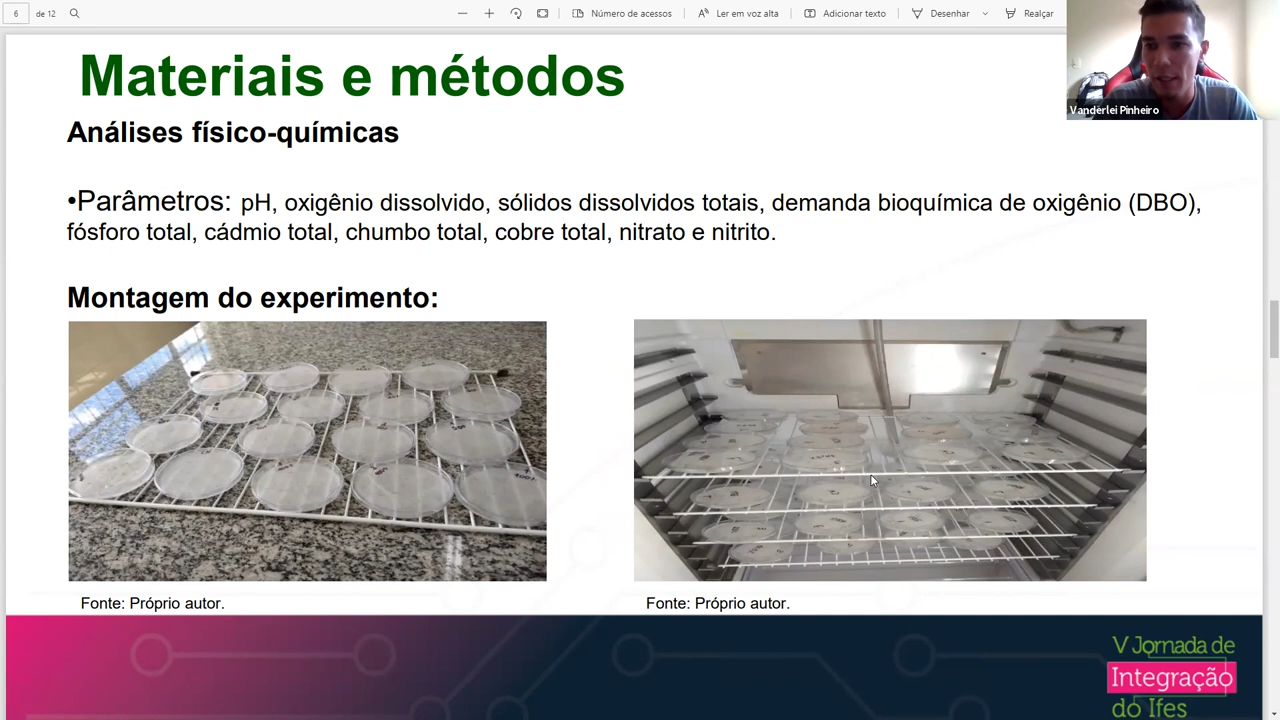 6 de 12 Número de acessos Ler em voz alta Adicionar texto Desenhar Realçar
Vanderlei Pinheiro
Materiais e métodos
Análises físico-químicas
•Parâmetros: pH, oxigênio dissolvido, sólidos dissolvidos totais, demanda bioquímica de oxigênio (DBO),
fósforo total, cádmio total, chumbo total, cobre total, nitrato e nitrito.
Montagem do experimento:
Fonte: Próprio autor.
Fonte: Próprio autor.
V Jornada de
Integração
do Ifes